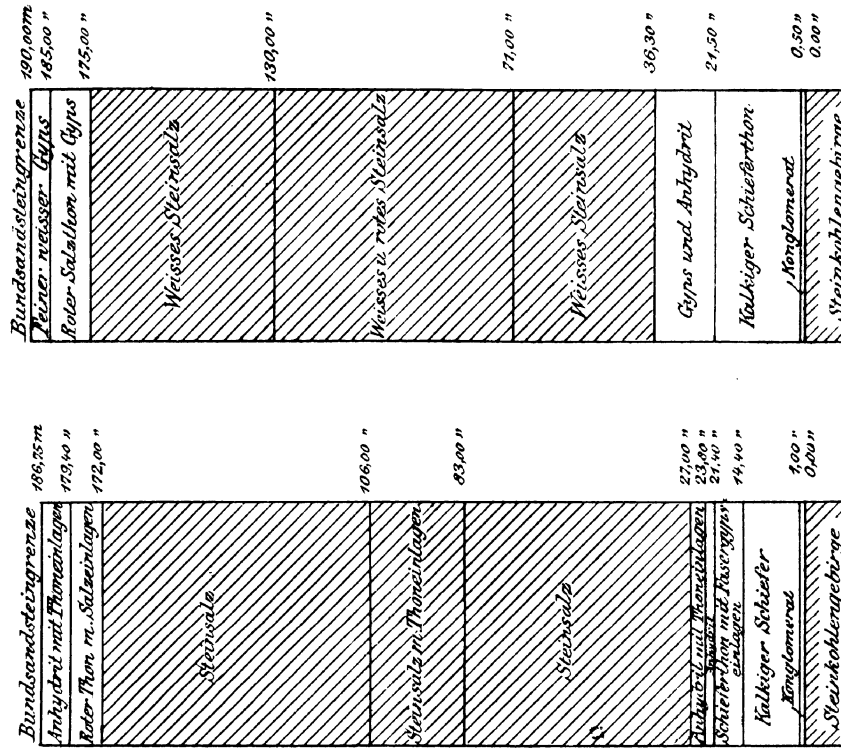 Bundsandsteingrenze 190,00 m
Reiner weisser Gyps
185,00 "
Roter Salzthon mit Gyps
175,00 "
Weisses Steinsalz
130,00 "
Weisses u. rotes Steinsalz
71,00 "
Weisses Steinsalz
36,30 "
Gyps und Anhydrit
21,50 "
Kalkiger Schieferthon
Konglomerat
0,50 "
0.00 "
Steinkohlengebirge
Bundsandsteingrenze 186,75 m
Anhydrit mit Thoneinlagen
179,40 "
Roter Thon m. Salzeinlagen
172,00 "
Steinsalz
106,00 "
Steinsalz m. Thoneinlagen
83,00 "
Steinsalz
27,00 "
Anhydrit mit Thoneinlagen
23,80 "
Anhydrit
21,40 "
Schieferthon mit Fasergyps-
einlagen
14,40 "
Kalkiger Schiefer
Konglomerat
1,00 "
0,00 "
Steinkohlengebirge